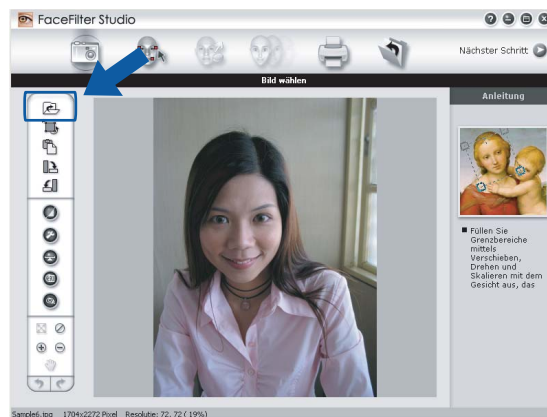 FaceFilter Studio
Nächster Schritt
Bild wählen
Anleitung
Füllen Sie
Grenzbereiche
mittels
Verschieben,
Drehen und
Skalieren mit dem
Gesicht aus, das
Sample6.jpg 1704x2272 Pixel Resolutie: 72, 72 ( 19%)